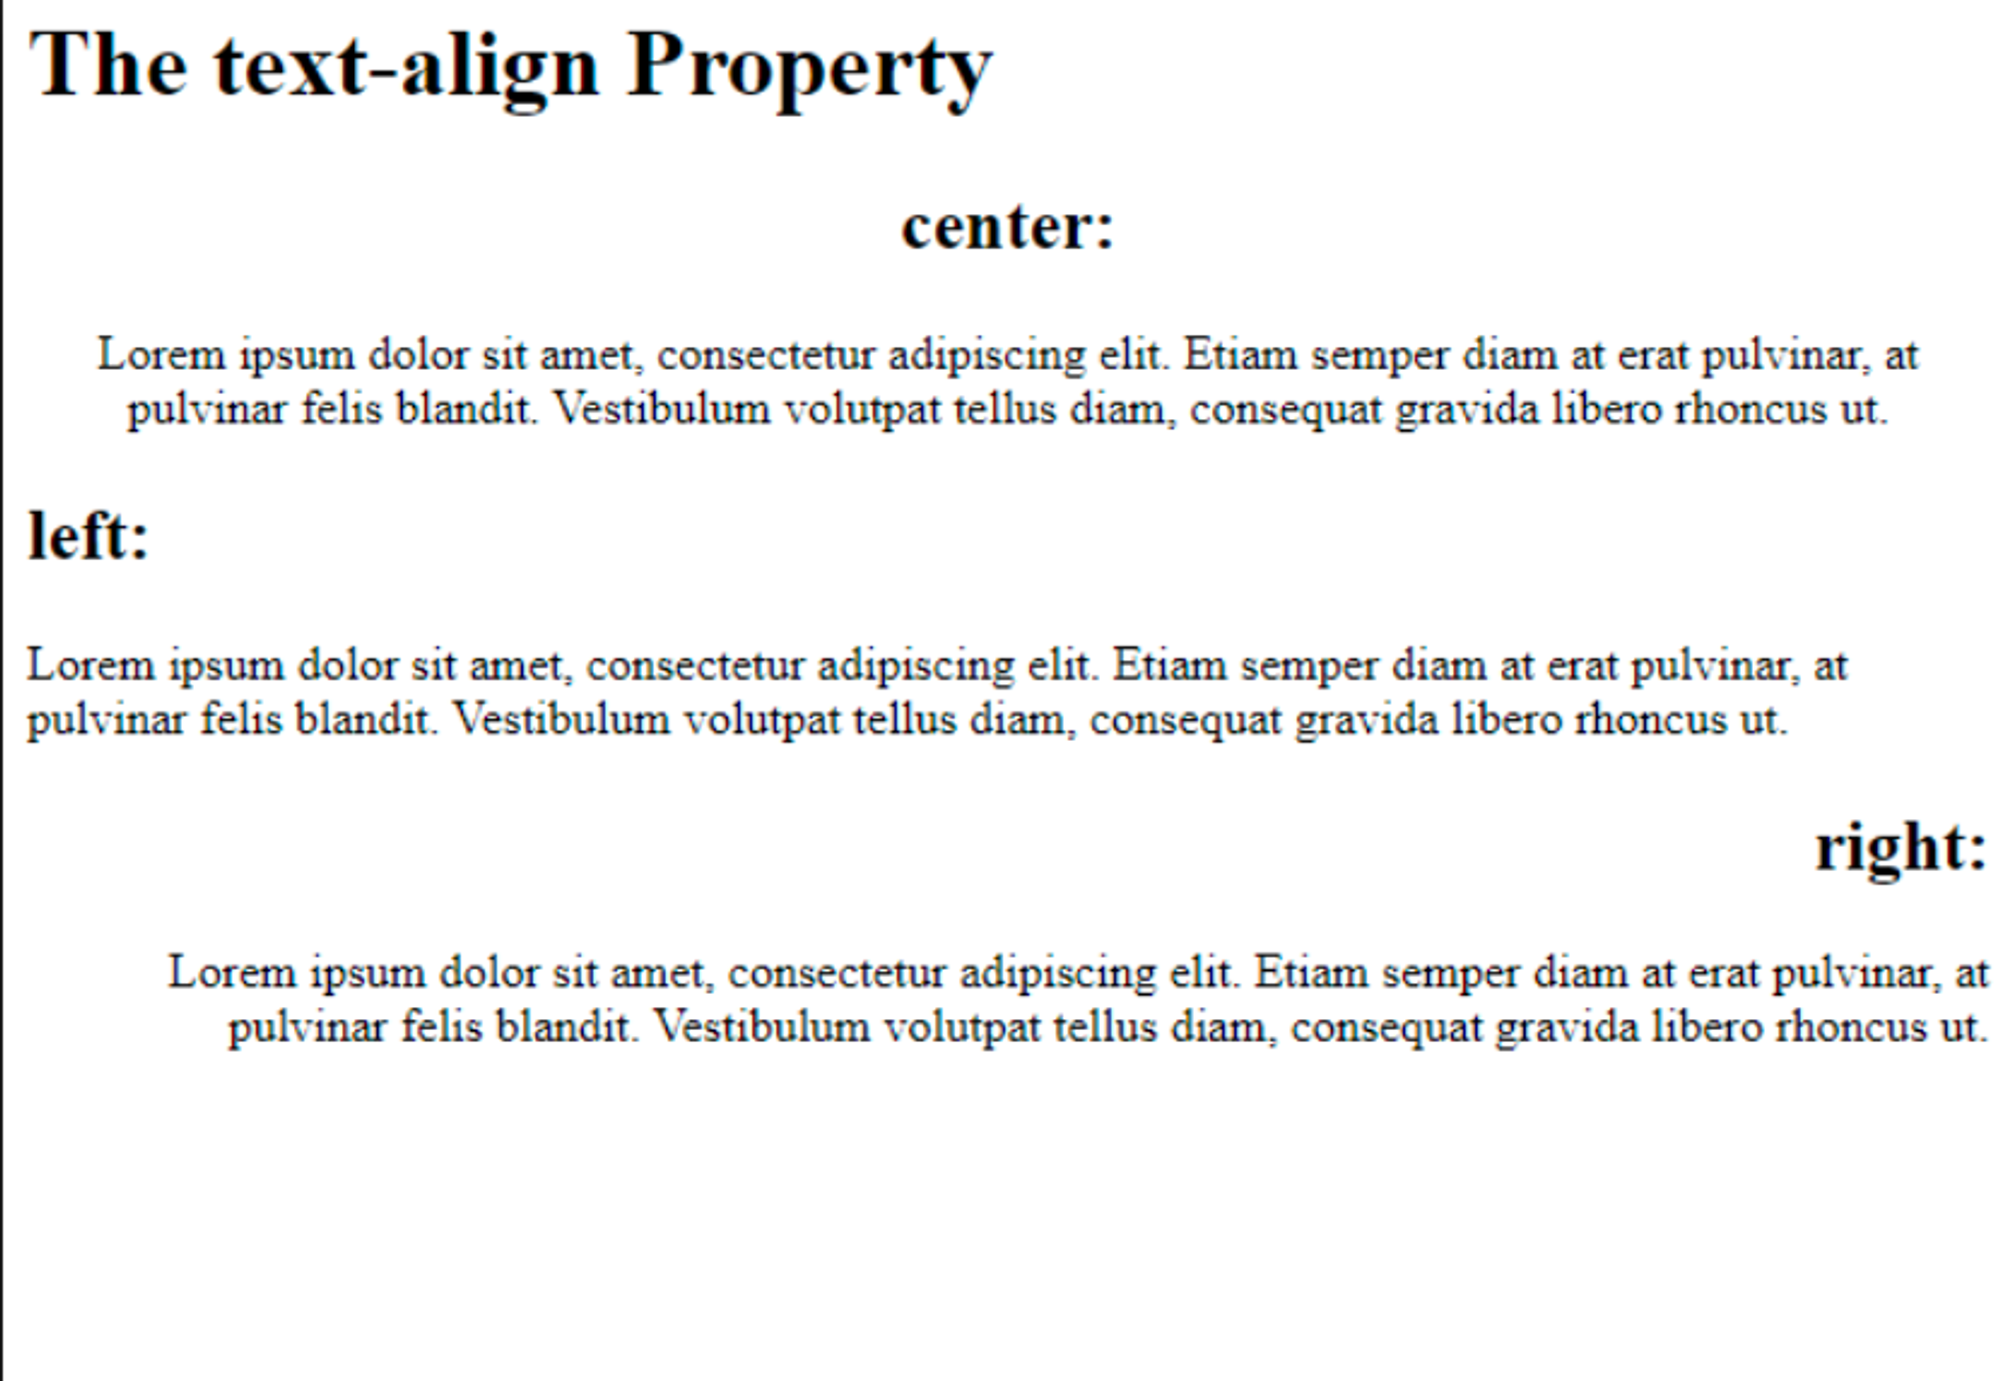 The text-align Property
center:
Lorem ipsum dolor sit amet, consectetur adipiscing elit. Etiam semper diam at erat pulvinar, at
pulvinar felis blandit. Vestibulum volutpat tellus diam, consequat gravida libero rhoncus ut.
left:
Lorem ipsum dolor sit amet, consectetur adipiscing elit. Etiam semper diam at erat pulvinar, at
pulvinar felis blandit. Vestibulum volutpat tellus diam, consequat gravida libero rhoncus ut.
right:
Lorem ipsum dolor sit amet, consectetur adipiscing elit. Etiam semper diam at erat pulvinar, at
pulvinar felis blandit. Vestibulum volutpat tellus diam, consequat gravida libero rhoncus ut.